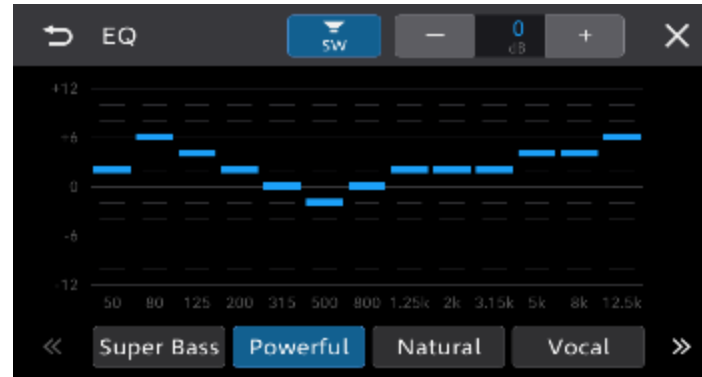 EQ
SW
0
dB
+12
+6
0
-6
-12
50 80 125 200 315 500 800 1.25k 2k 3.15k 5k 8k 12.5k
Super Bass Powerful Natural Vocal